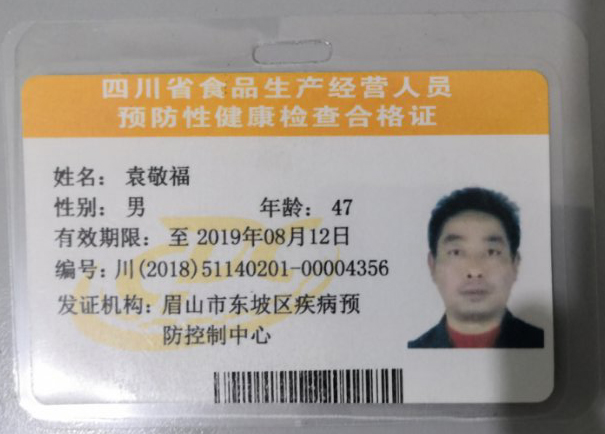 四川省食品生产经营人员
预防性健康检查合格证
姓名: 袁敬福
性别: 男 年龄: 47
有效期限: 至 2019年08月12日
编号: 川(2018)51140201-00004356
发证机构: 眉山市东坡区疾病预
防控制中心